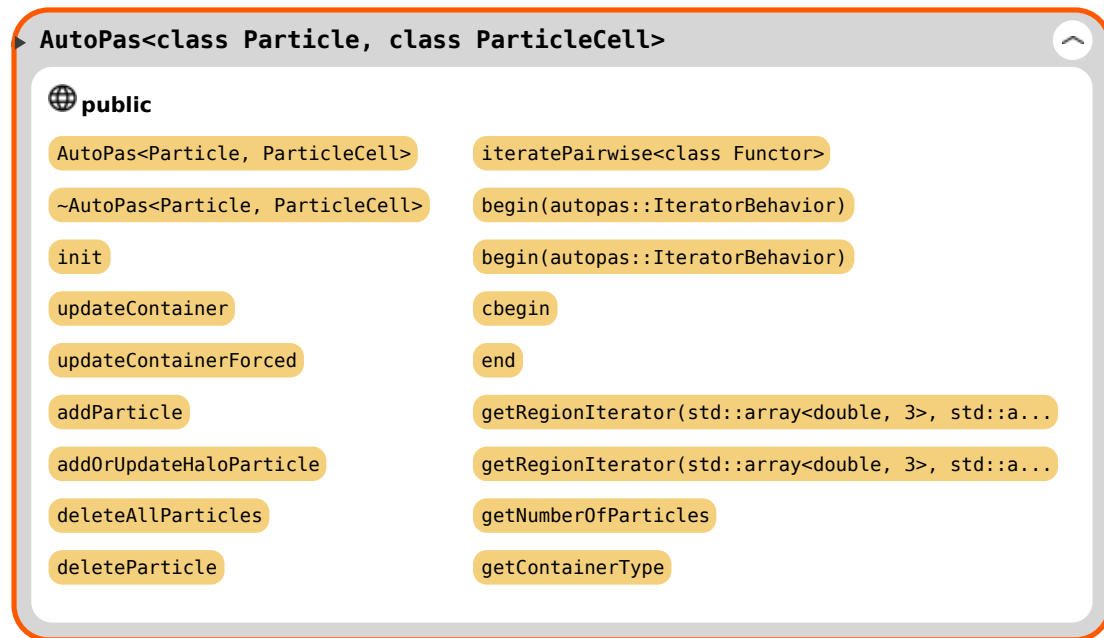 AutoPas<class Particle, class ParticleCell>
public
AutoPas<Particle, ParticleCell>
~AutoPas<Particle, ParticleCell>
init
updateContainer
updateContainerForced
addParticle
addOrUpdateHaloParticle
deleteAllParticles
deleteParticle
iteratePairwise<class Functor>
begin(autopas::IteratorBehavior)
begin(autopas::IteratorBehavior)
cbegin
end
getRegionIterator(std::array<double, 3>, std::a...
getRegionIterator(std::array<double, 3>, std::a...
getNumberOfParticles
getContainerType